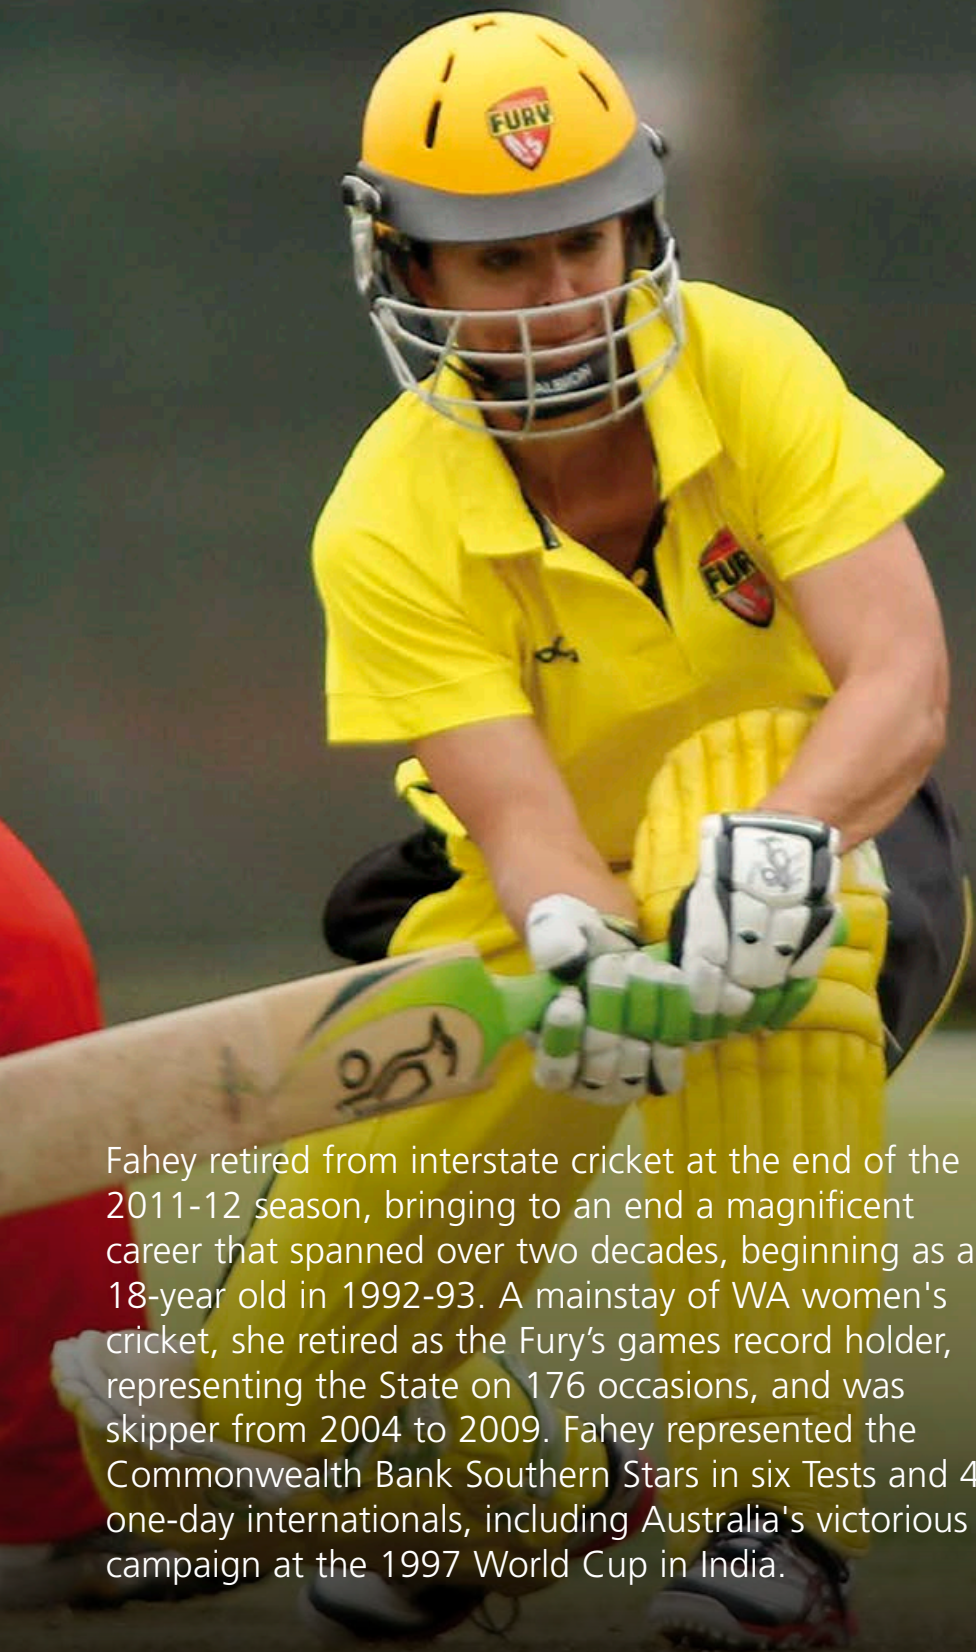 FURY
ALBION
FUR
Fahey retired from interstate cricket at the end of the
2011-12 season, bringing to an end a magnificent
career that spanned over two decades, beginning as a
18-year old in 1992-93. A mainstay of WA women's
cricket, she retired as the Fury’s games record holder,
representing the State on 176 occasions, and was
skipper from 2004 to 2009. Fahey represented the
Commonwealth Bank Southern Stars in six Tests and 4
one-day internationals, including Australia's victorious
campaign at the 1997 World Cup in India.